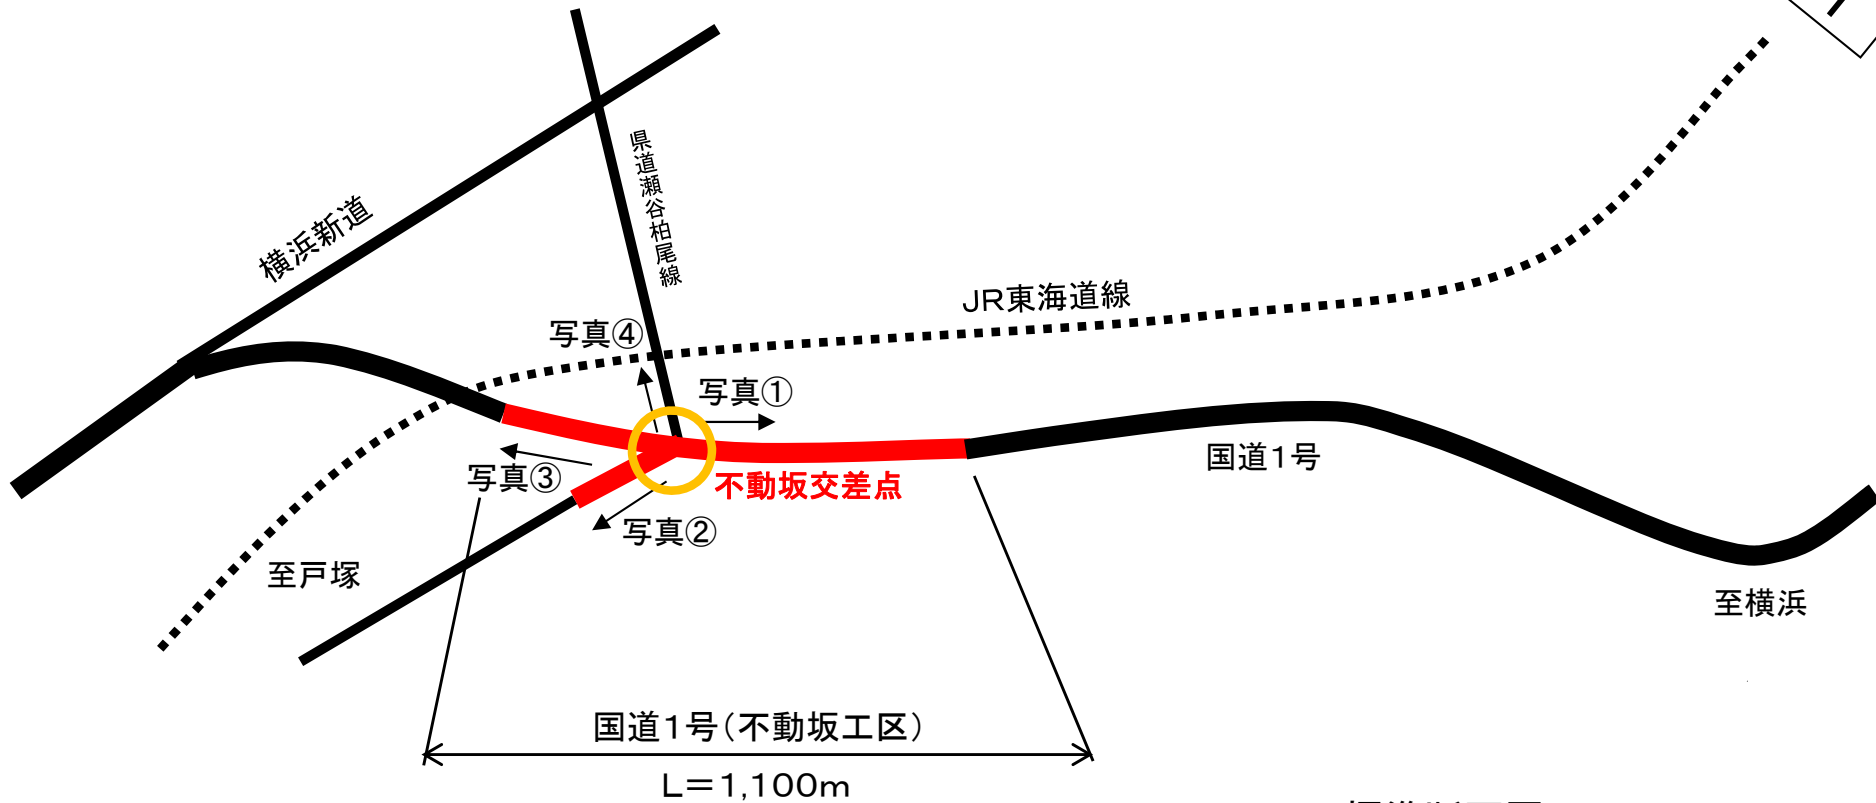 県道瀬谷柏尾線
横浜新道
JR東海道線
写真④
写真①
国道1号
写真③
不動坂交差点
写真②
至戸塚
至横浜
国道1号(不動坂工区)
L=1,100m